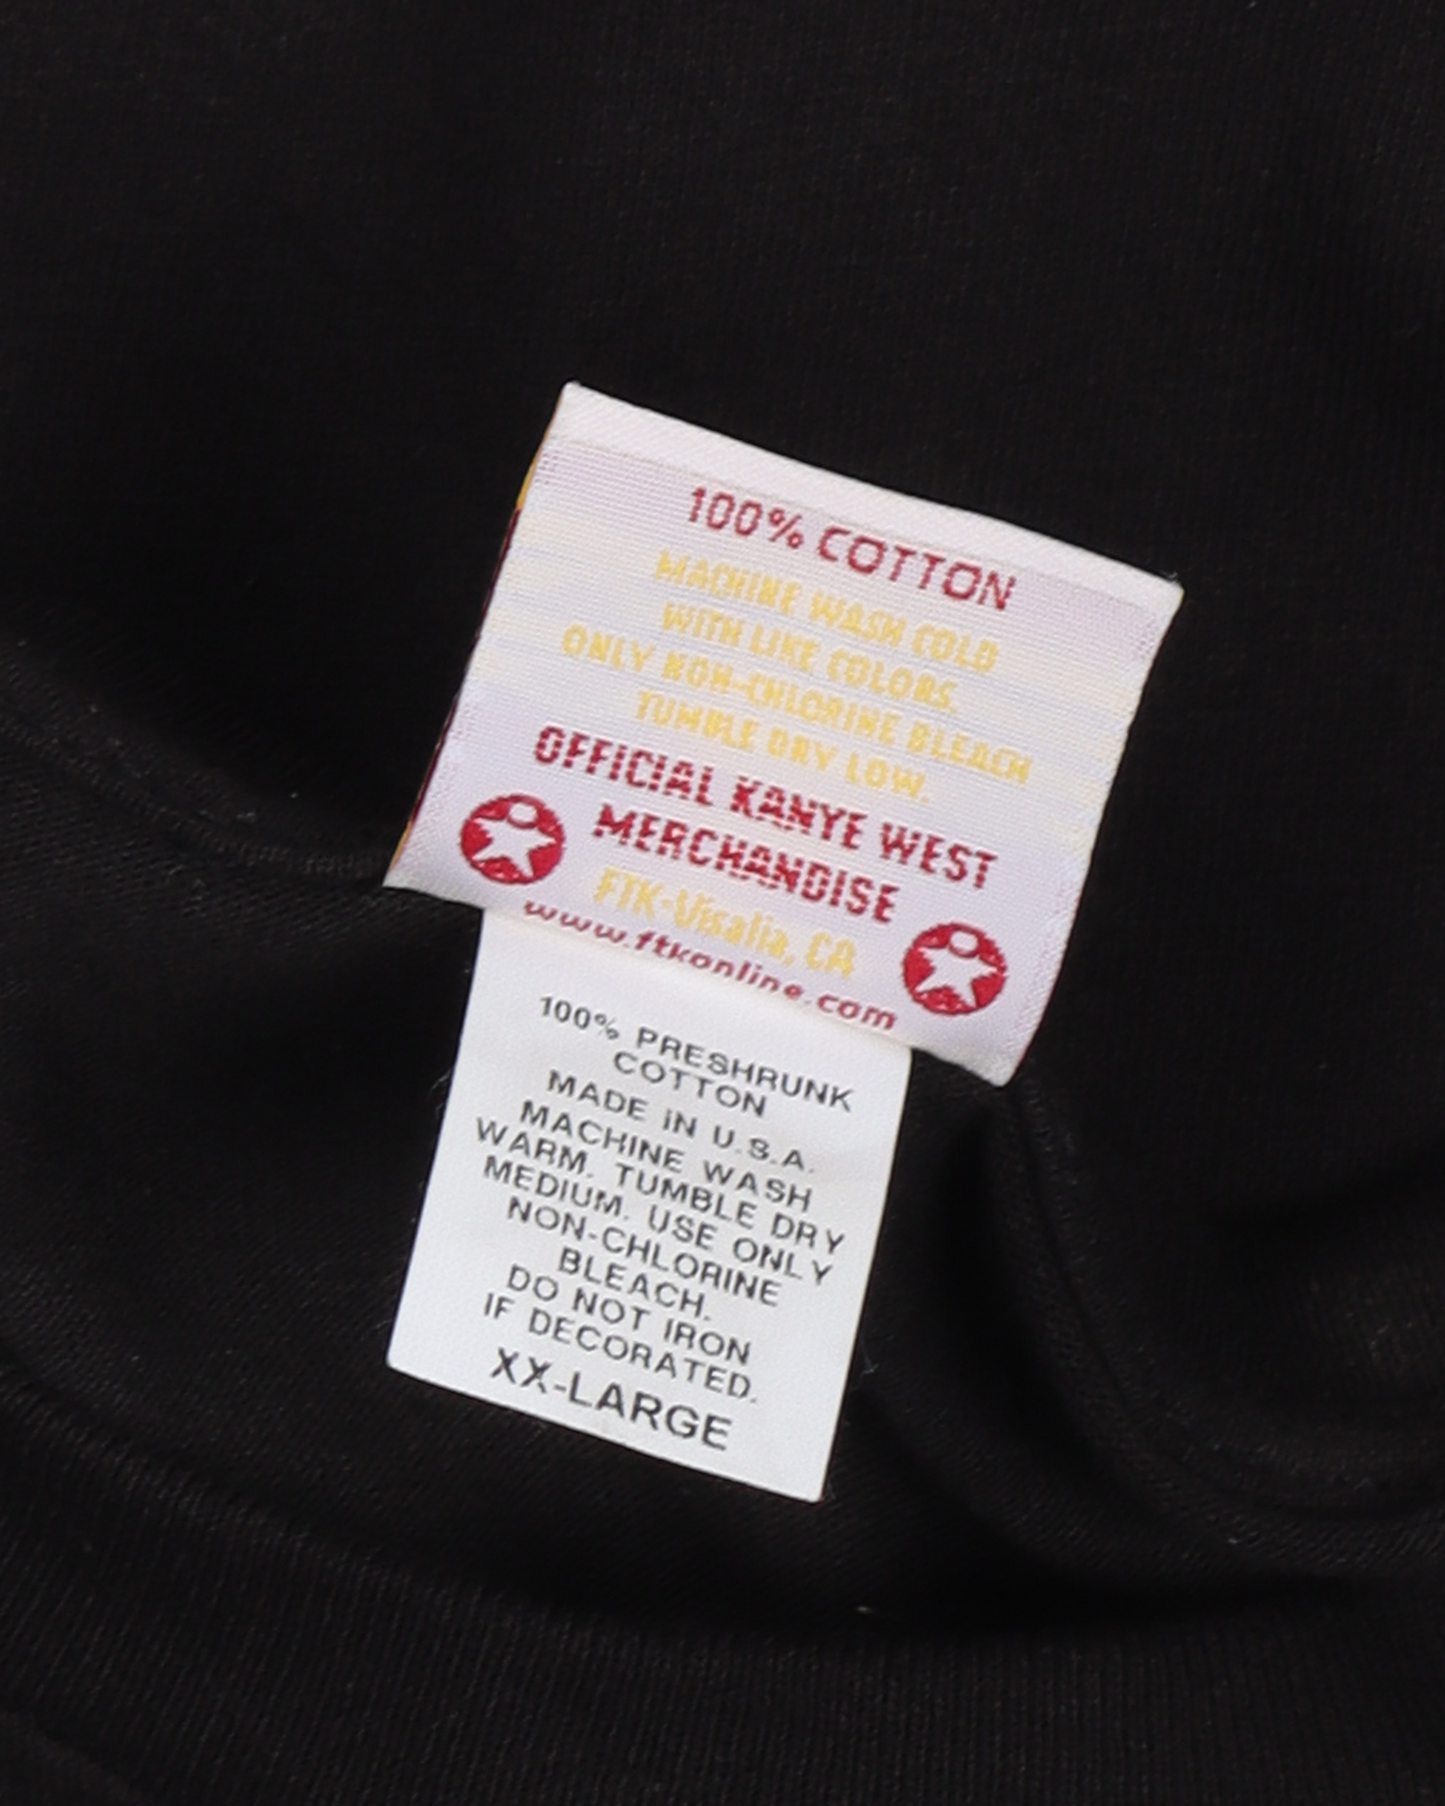 100% COTTON
MACHINE WASH COLD
WITH LIKE COLORS.
ONLY NON-CHLORINE BLEACH
TUMBLE DRY LOW.
OFFICIAL KANYE WEST
MERCHANDISE
FTK-Visalia, CA
www.ftkonline.com
100% PRESHRUNK
COTTON
MADE IN U.S.A.
MACHINE WASH
WARM. TUMBLE DRY
MEDIUM. USE ONLY
NON-CHLORINE
BLEACH.
DO NOT IRON
IF DECORATED.
XX-LARGE